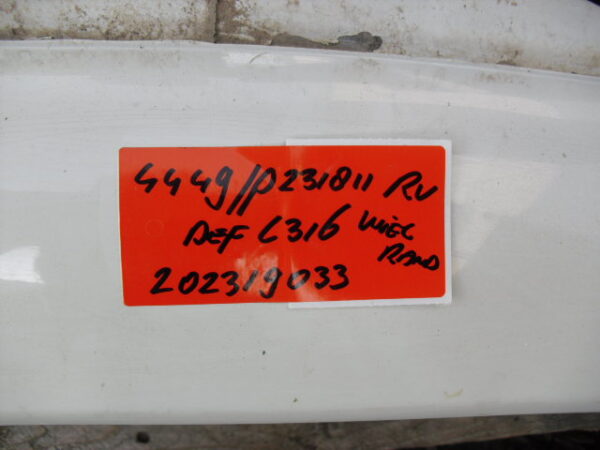 4449//P231811 RV
DEF L316 WIEL
RAND
202319033